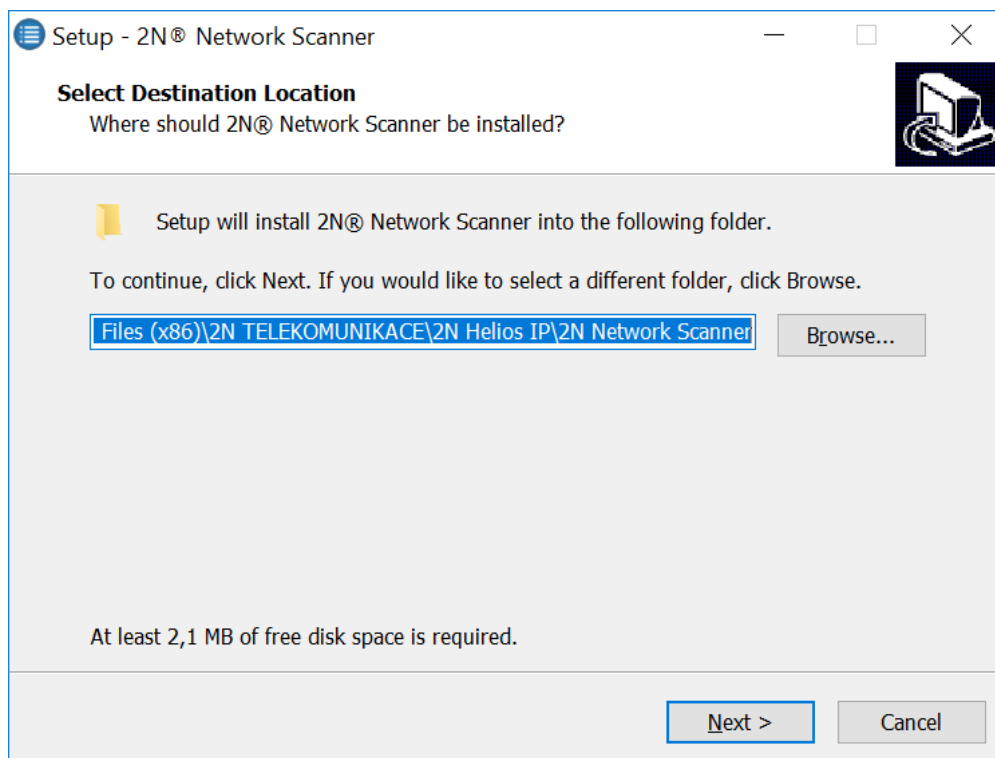 Setup - 2N® Network Scanner
Select Destination Location
Where should 2N® Network Scanner be installed?
Setup will install 2N® Network Scanner into the following folder.
To continue, click Next. If you would like to select a different folder, click Browse.
Files (x86)\2N TELEKOMUNIKACE\2N Helios IP\2N Network Scanner
Browse...
At least 2,1 MB of free disk space is required.
Next >
Cancel